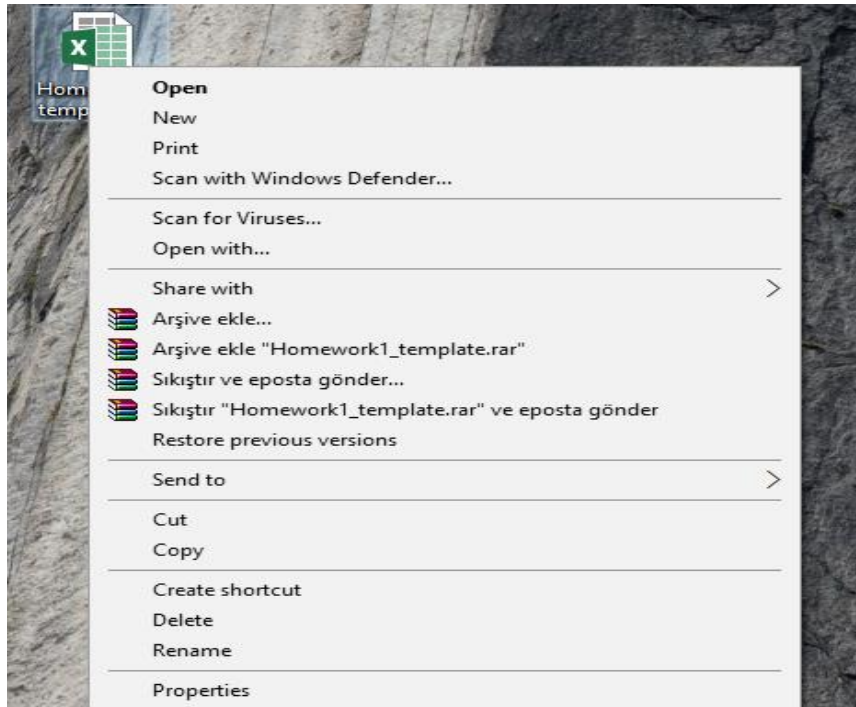 Hom
temp
Open
New
Print
Scan with Windows Defender...
Scan for Viruses...
Open with...
Share with
Arşive ekle...
Arşive ekle "Homework1_template.rar"
Sıkıştır ve eposta gönder...
Sıkıştır "Homework1_template.rar" ve eposta gönder
Restore previous versions
Send to
Cut
Copy
Create shortcut
Delete
Rename
Properties